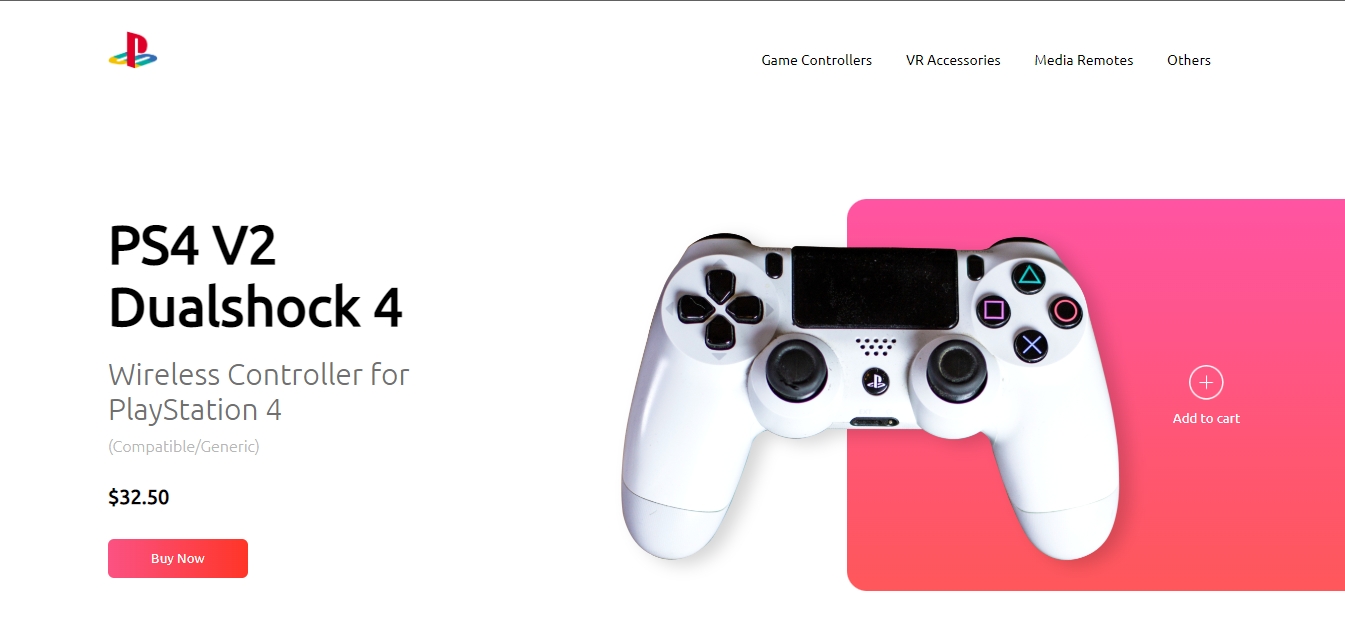 Game Controllers VR Accessories Media Remotes Others
PS4 V2
Dualshock 4
Wireless Controller for
PlayStation 4
(Compatible/Generic)
$32.50
Buy Now
Add to cart